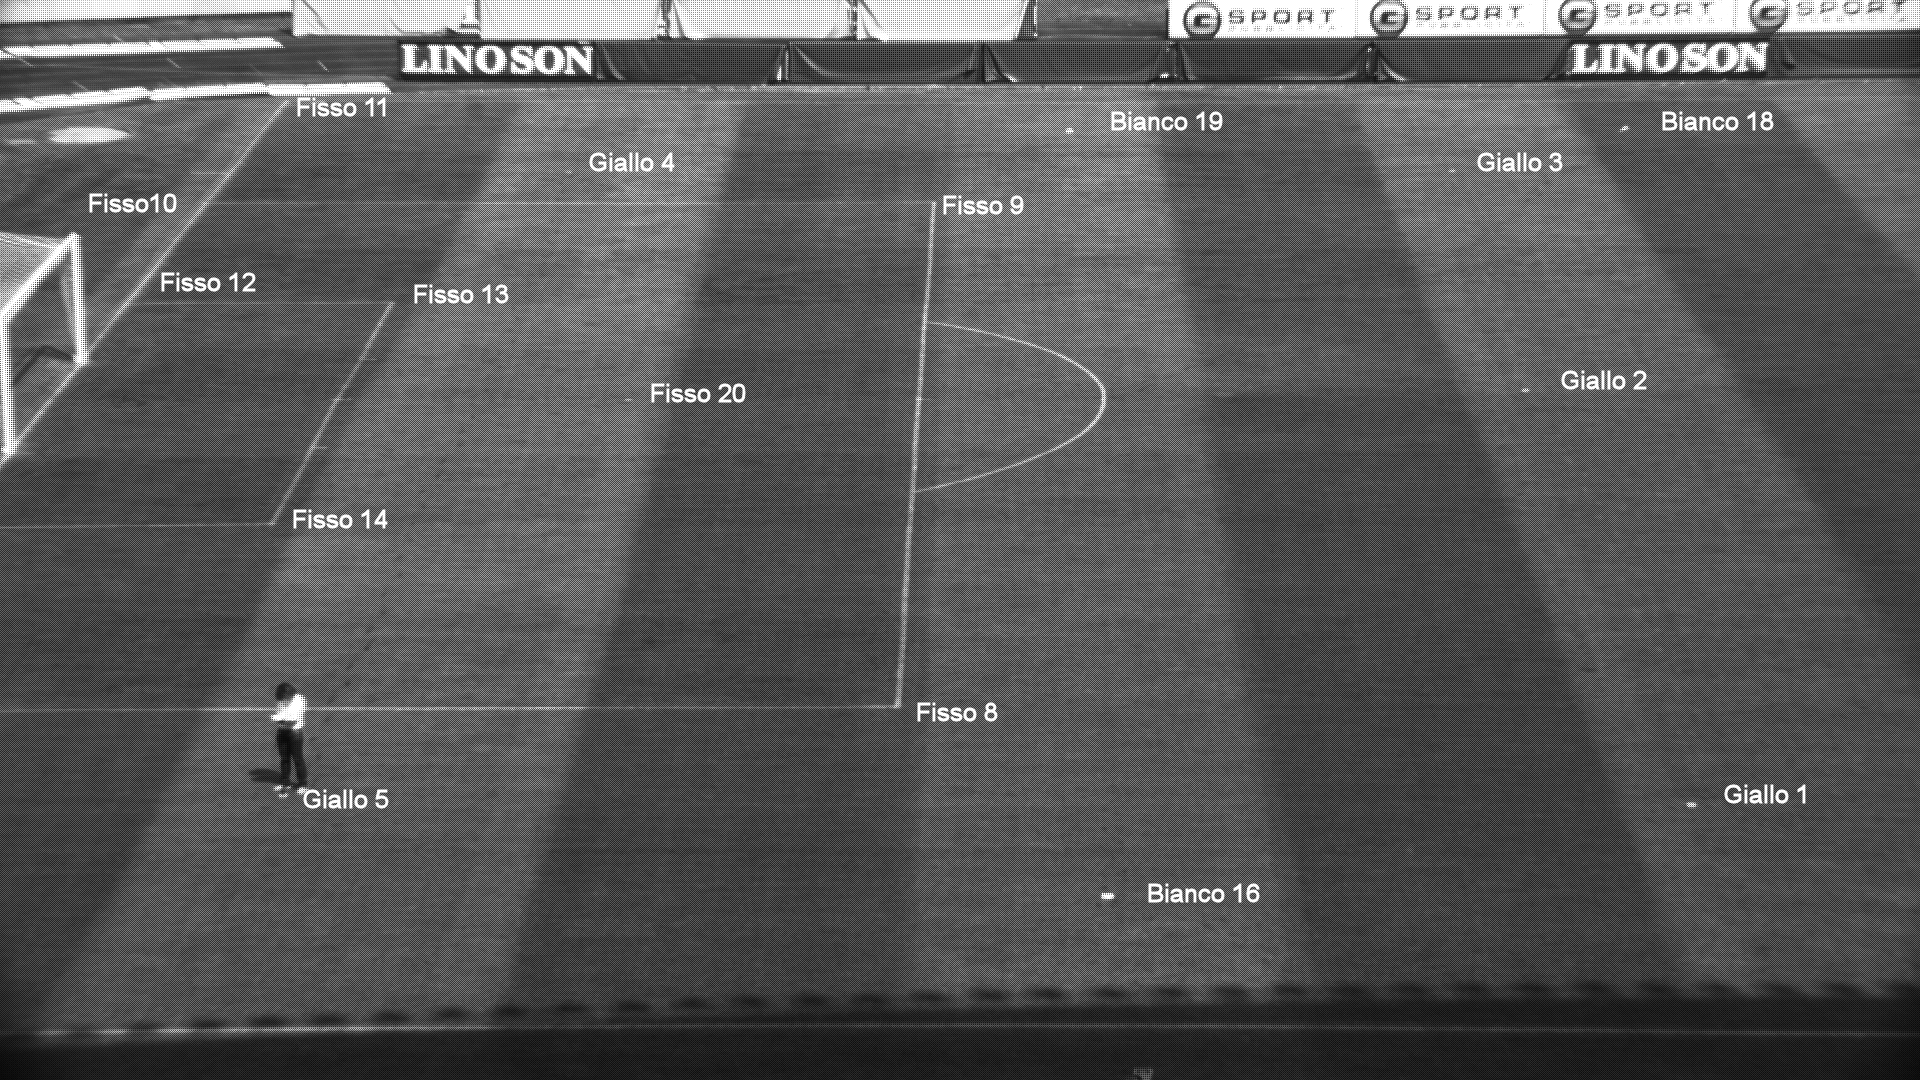 G SPORT
G SPORT
G SPORT
G SPORT
LINOSON
LINOSON
Fisso 11
Bianco 19
Bianco 18
Giallo 4
Giallo 3
Fisso10
Fisso 9
Fisso 12
Fisso 13
Giallo 2
Fisso 20
Fisso 14
Fisso 8
Giallo 5
Giallo 1
Bianco 16